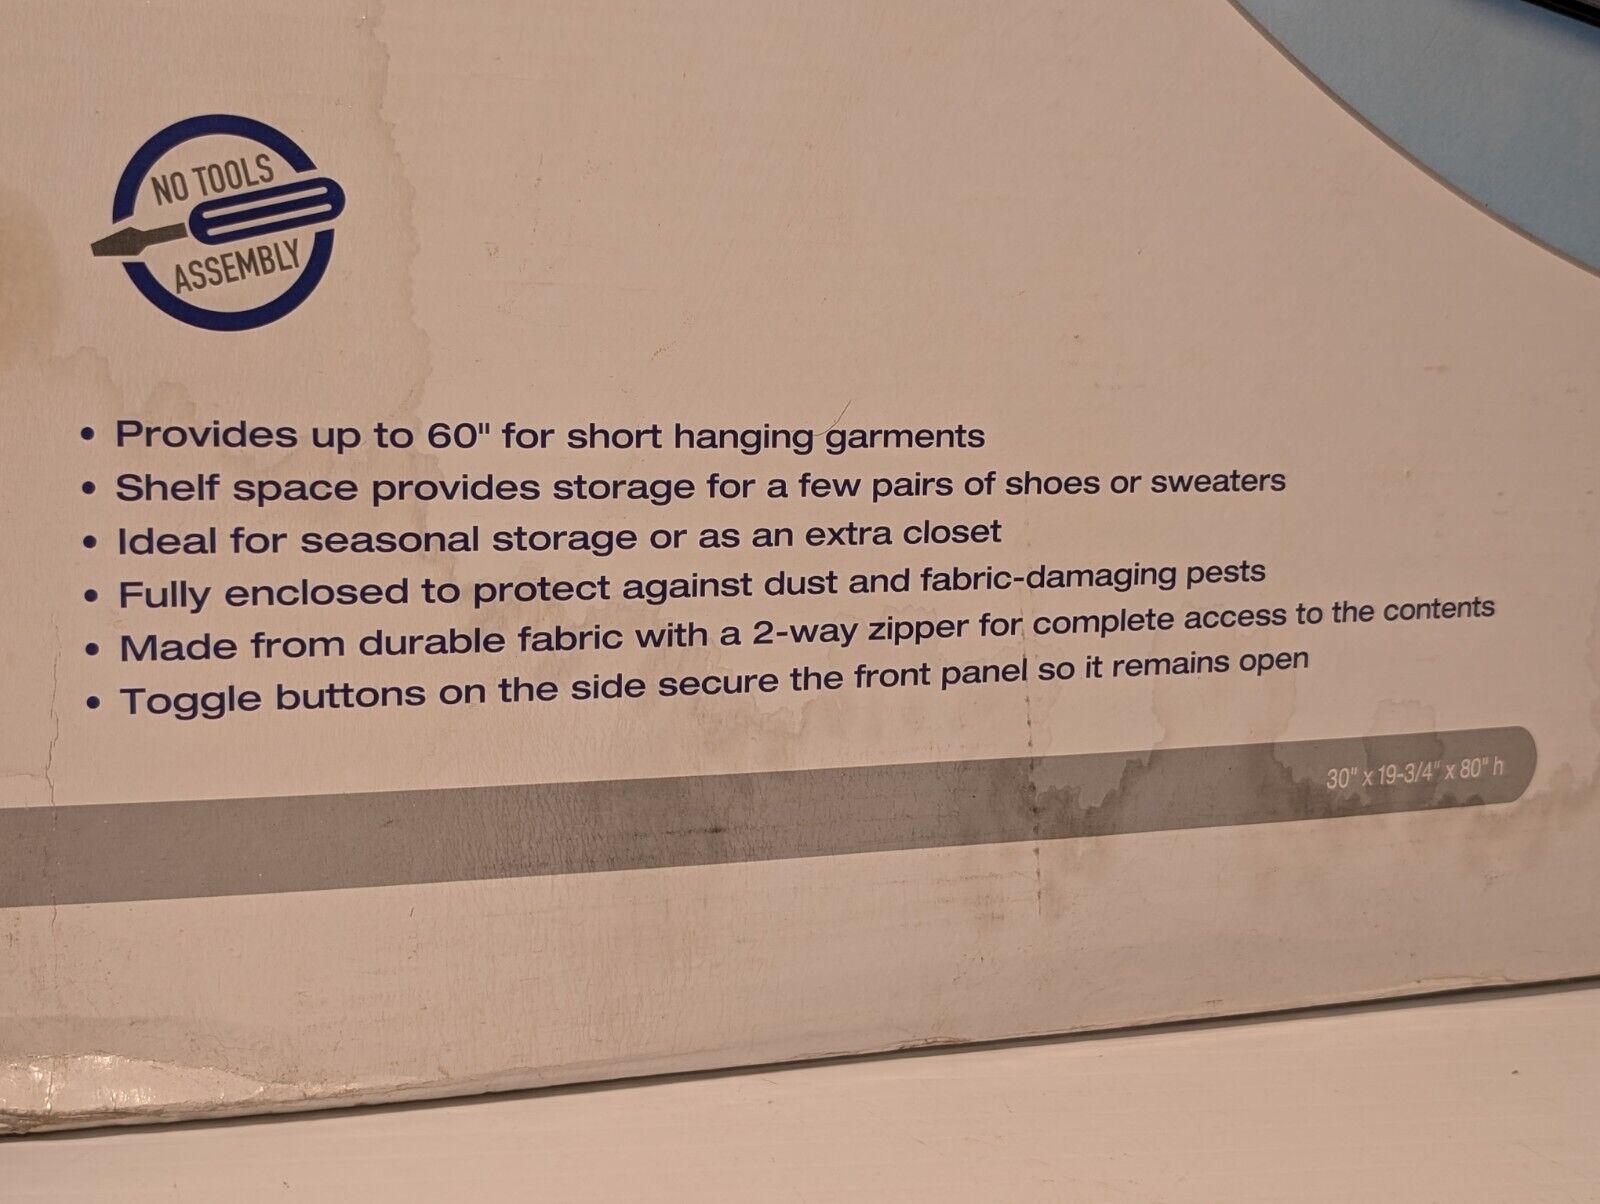 NO TOOLS
ASSEMBLY
• Provides up to 60" for short hanging garments
• Shelf space provides storage for a few pairs of shoes or sweaters
• Ideal for seasonal storage or as an extra closet
• Fully enclosed to protect against dust and fabric-damaging pests
• Made from durable fabric with a 2-way zipper for complete access to the contents
• Toggle buttons on the side secure the front panel so it remains open
30" x 19-3/4" x 80" h